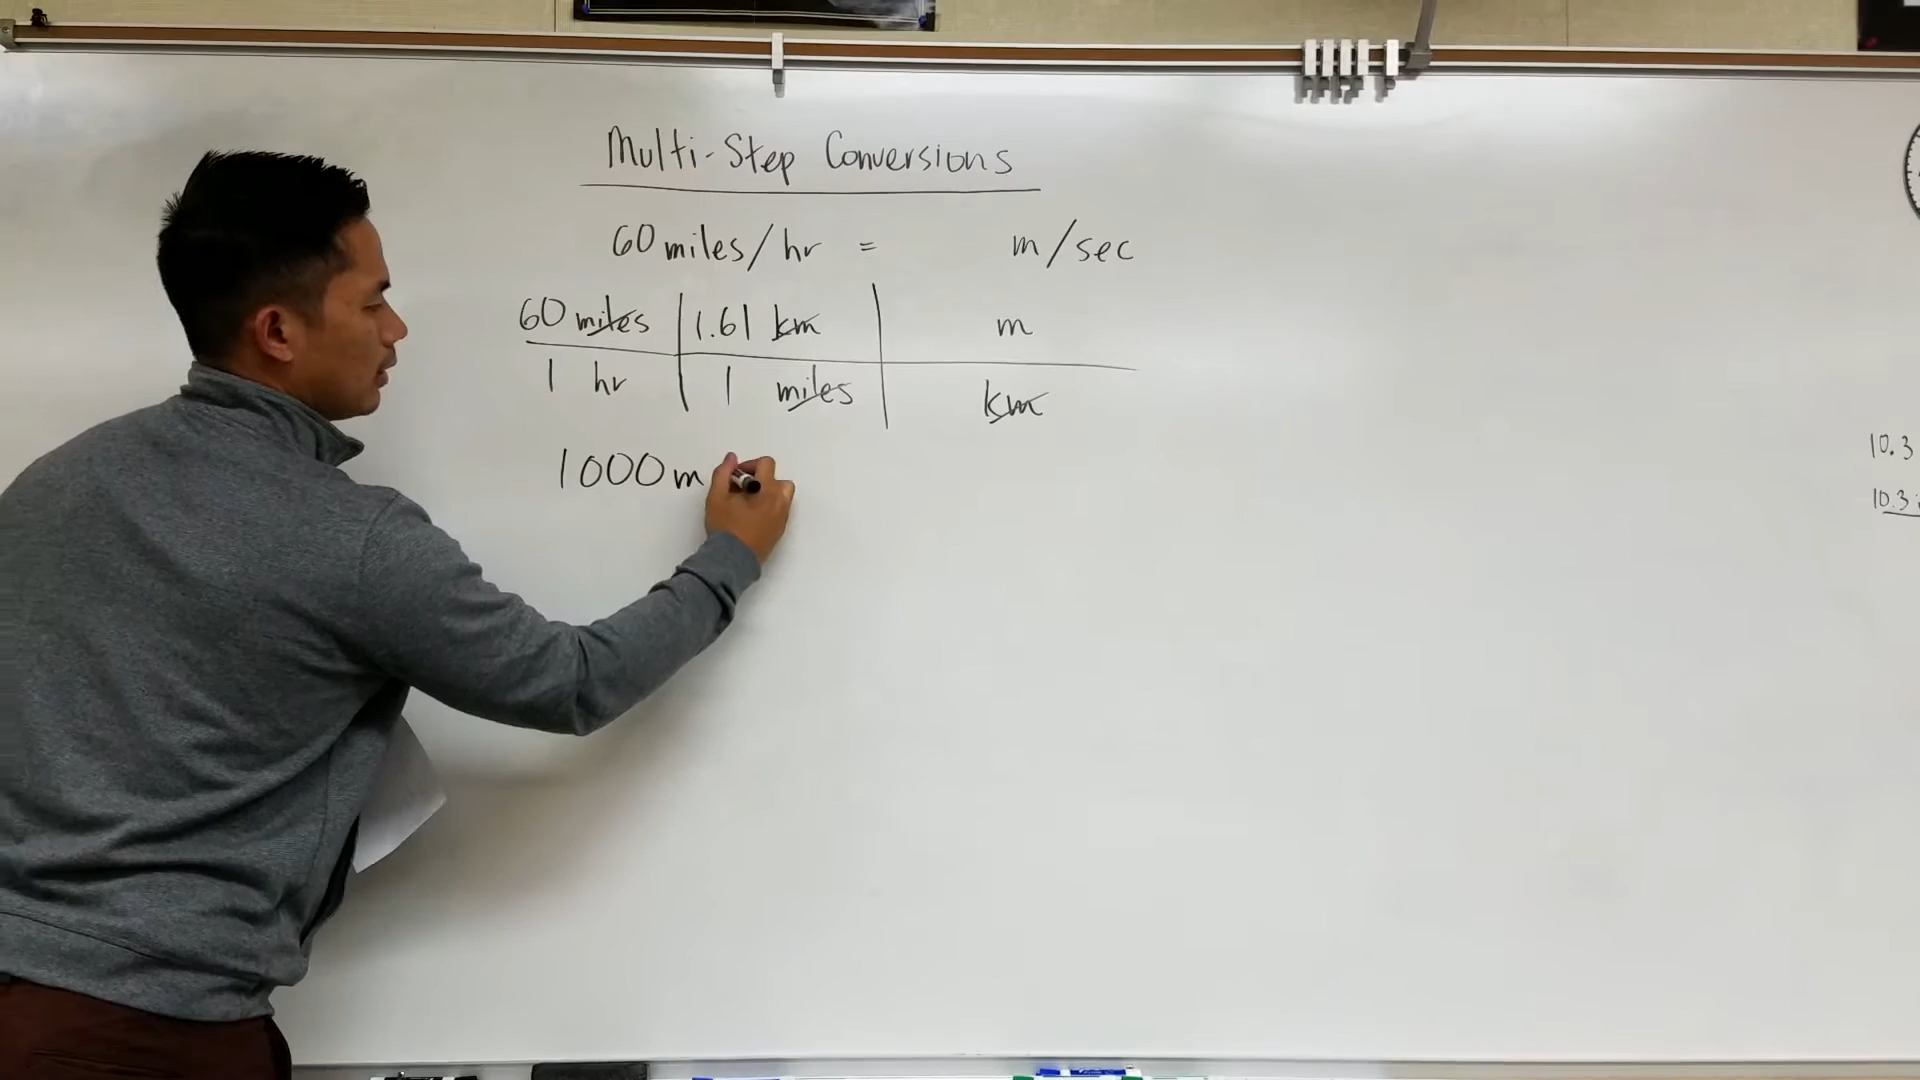 Multi-Step Conversions
60 miles/hr = m/sec
60 miles 1.61 km m
1 hr 1 miles km
1000 m
10.3
10.3